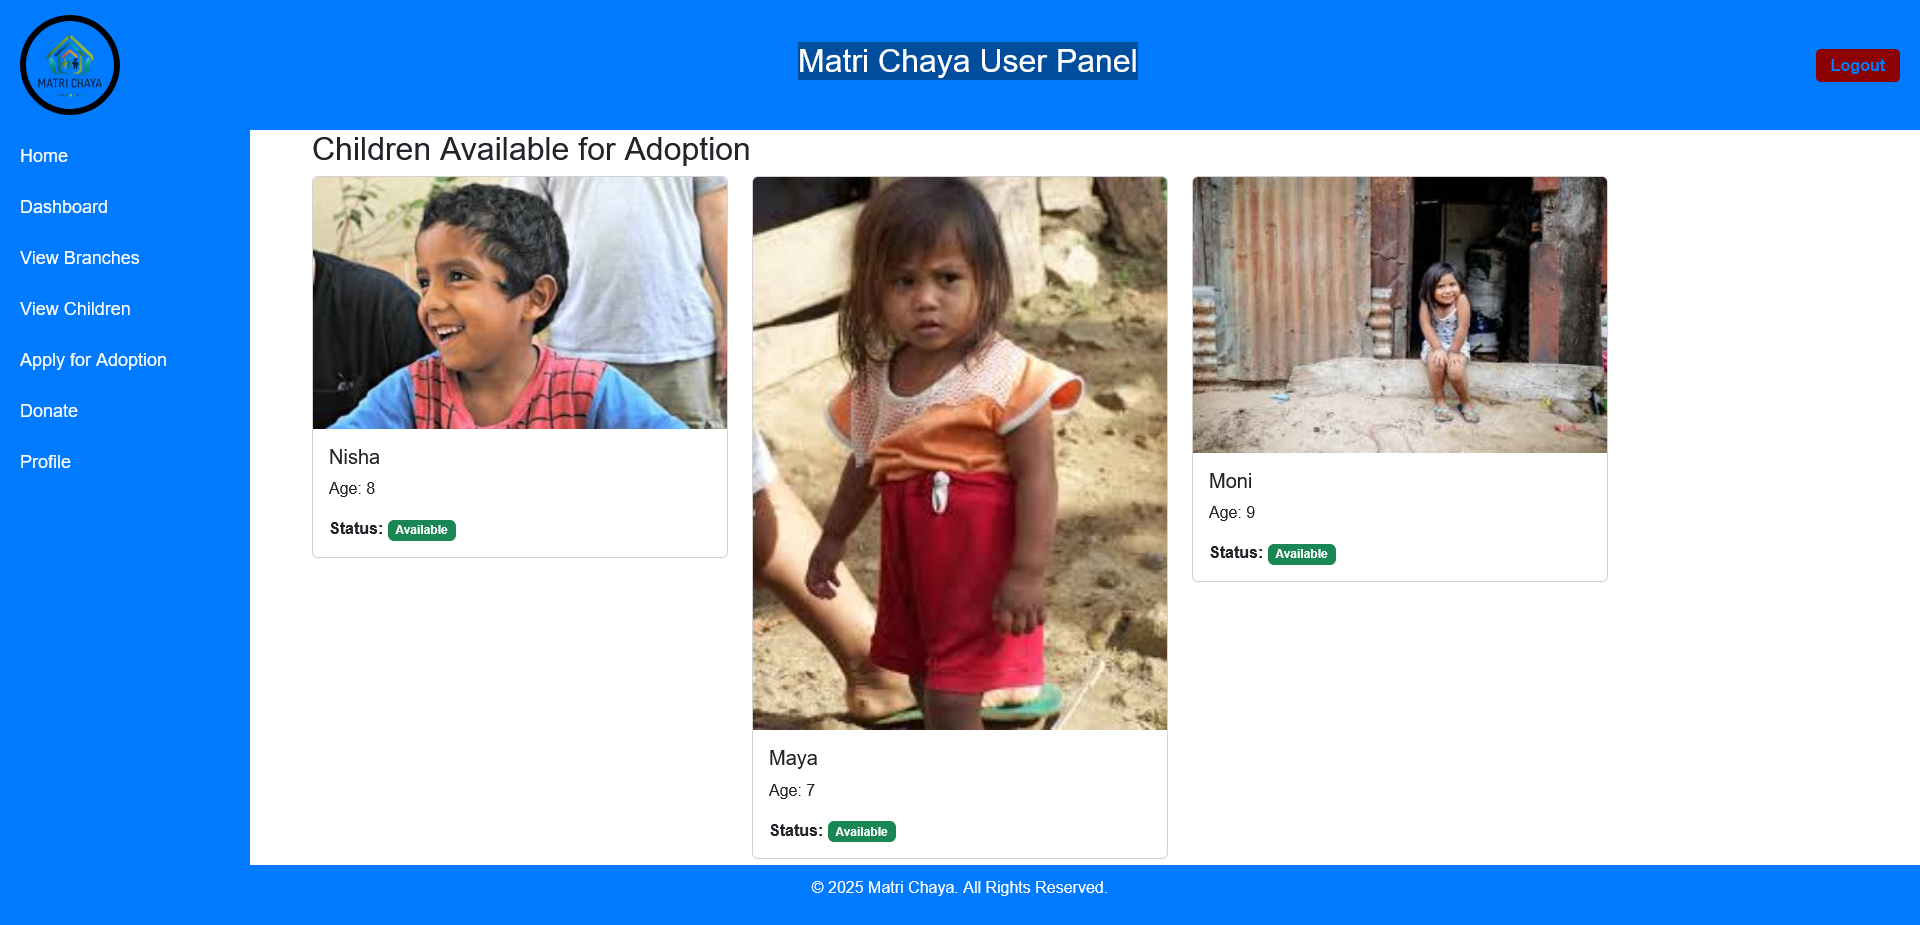 MATRI CHAYA
Matri Chaya User Panel
Logout
Home
Dashboard
View Branches
View Children
Apply for Adoption
Donate
Profile
Children Available for Adoption
Nisha
Age: 8
Status: Available
Maya
Age: 7
Status: Available
Moni
Age: 9
Status: Available
© 2025 Matri Chaya. All Rights Reserved.